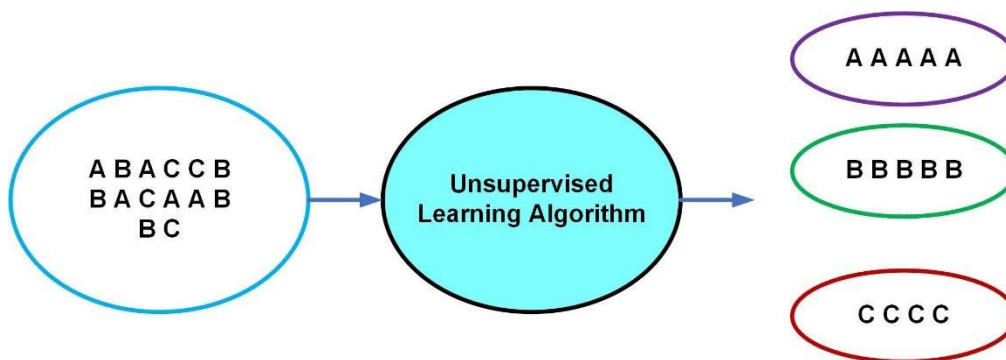 A B A C C B
B A C A A B
B C
Unsupervised
Learning Algorithm
A A A A A
B B B B B
C C C C